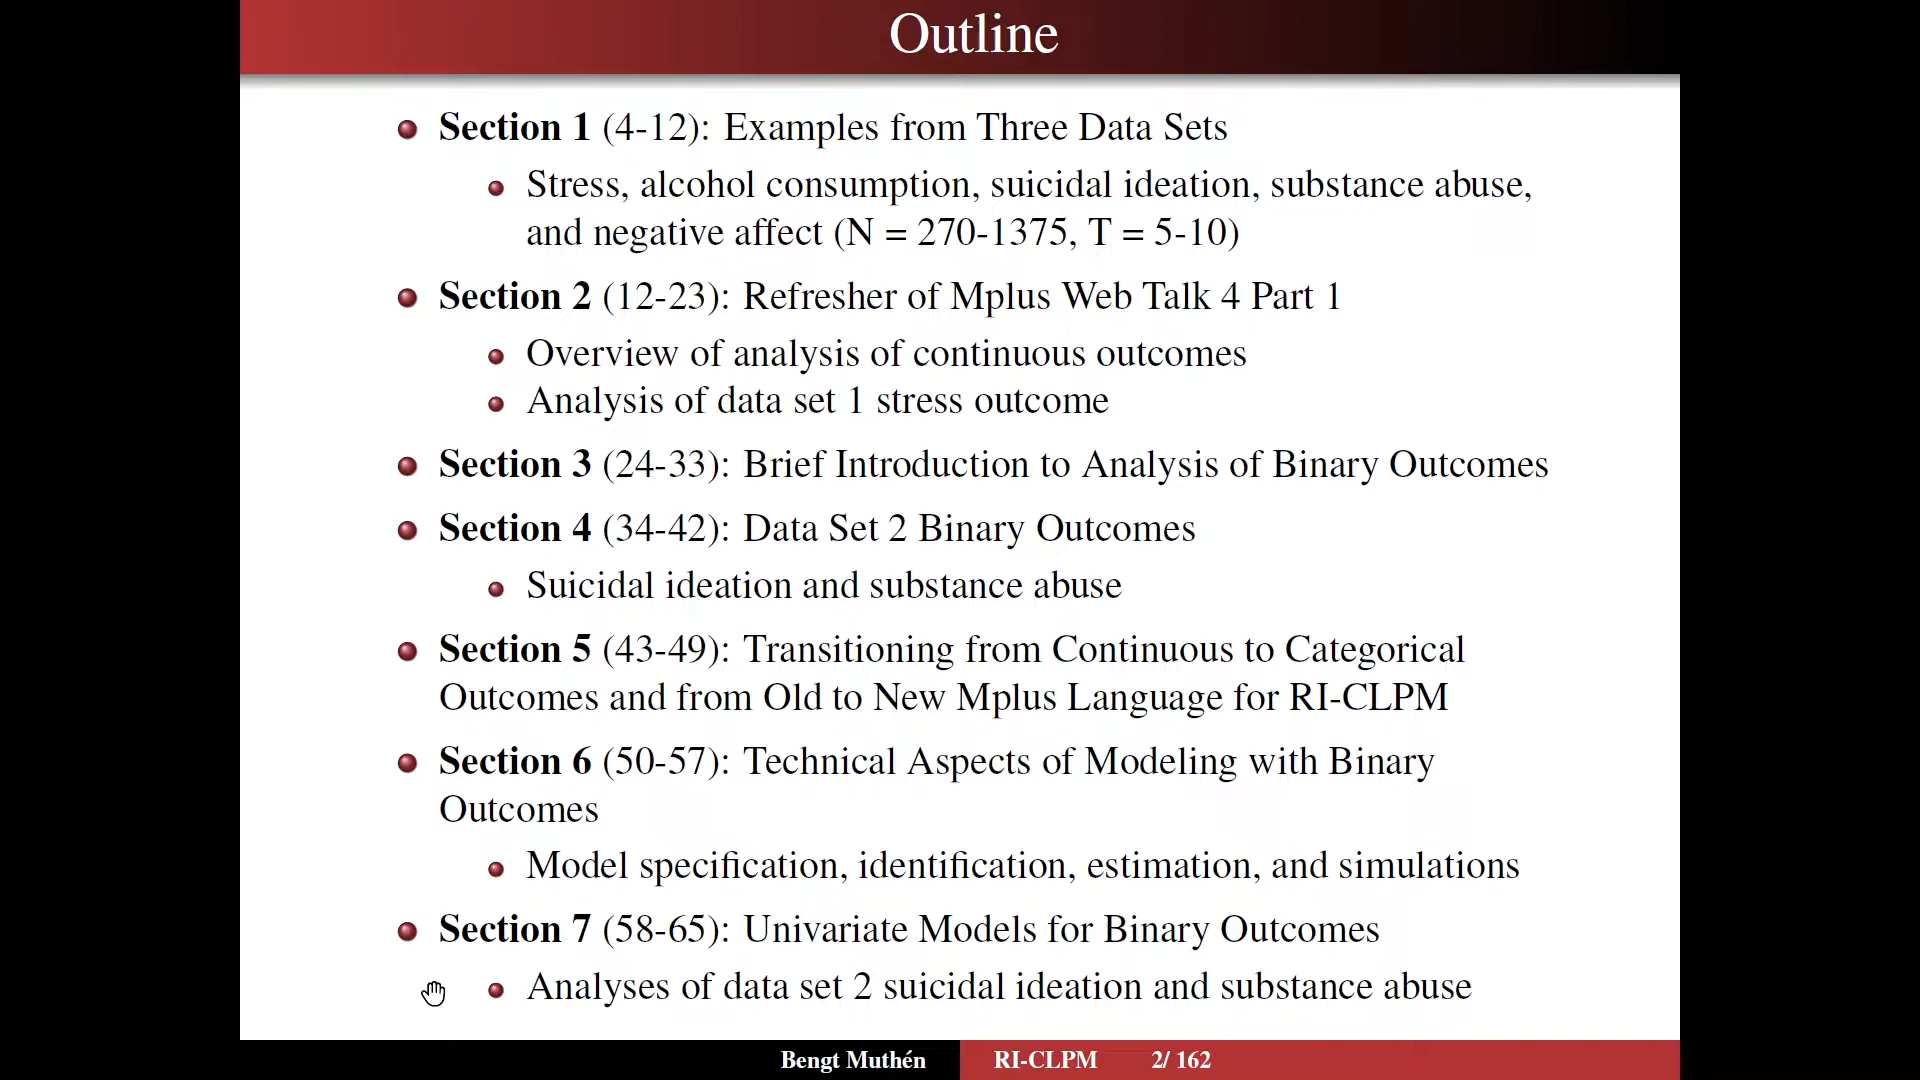 Outline
Section 1 (4-12): Examples from Three Data Sets
Stress, alcohol consumption, suicidal ideation, substance abuse,
and negative affect (N = 270-1375, T = 5-10)
Section 2 (12-23): Refresher of Mplus Web Talk 4 Part 1
Overview of analysis of continuous outcomes
Analysis of data set 1 stress outcome
Section 3 (24-33): Brief Introduction to Analysis of Binary Outcomes
Section 4 (34-42): Data Set 2 Binary Outcomes
Suicidal ideation and substance abuse
Section 5 (43-49): Transitioning from Continuous to Categorical
Outcomes and from Old to New Mplus Language for RI-CLPM
Section 6 (50-57): Technical Aspects of Modeling with Binary
Outcomes
Model specification, identification, estimation, and simulations
Section 7 (58-65): Univariate Models for Binary Outcomes
Analyses of data set 2 suicidal ideation and substance abuse
Bengt Muthén RI-CLPM 2/ 162